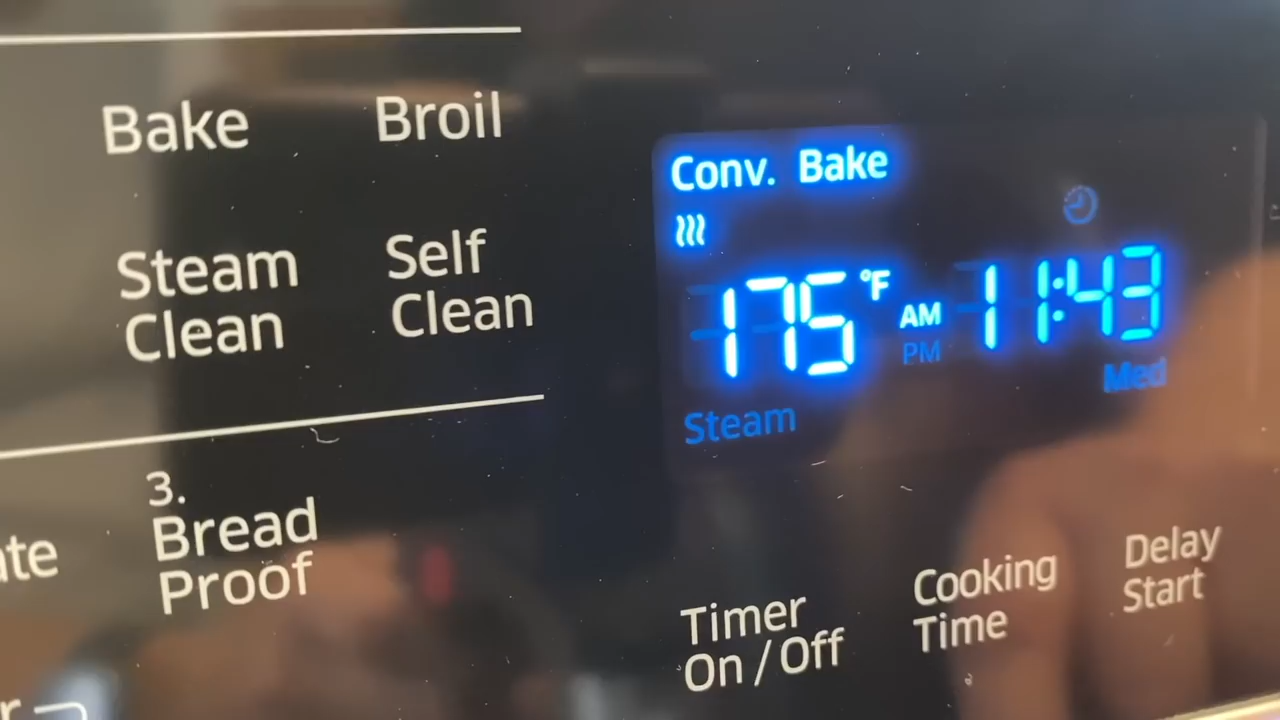 Bake
Broil
Steam
Clean
Self
Clean
3.
Bread
Proof
ate
r
Conv. Bake
175 °F
AM
PM
11:43
Med
Steam
Timer
On / Off
Cooking
Time
Delay
Start